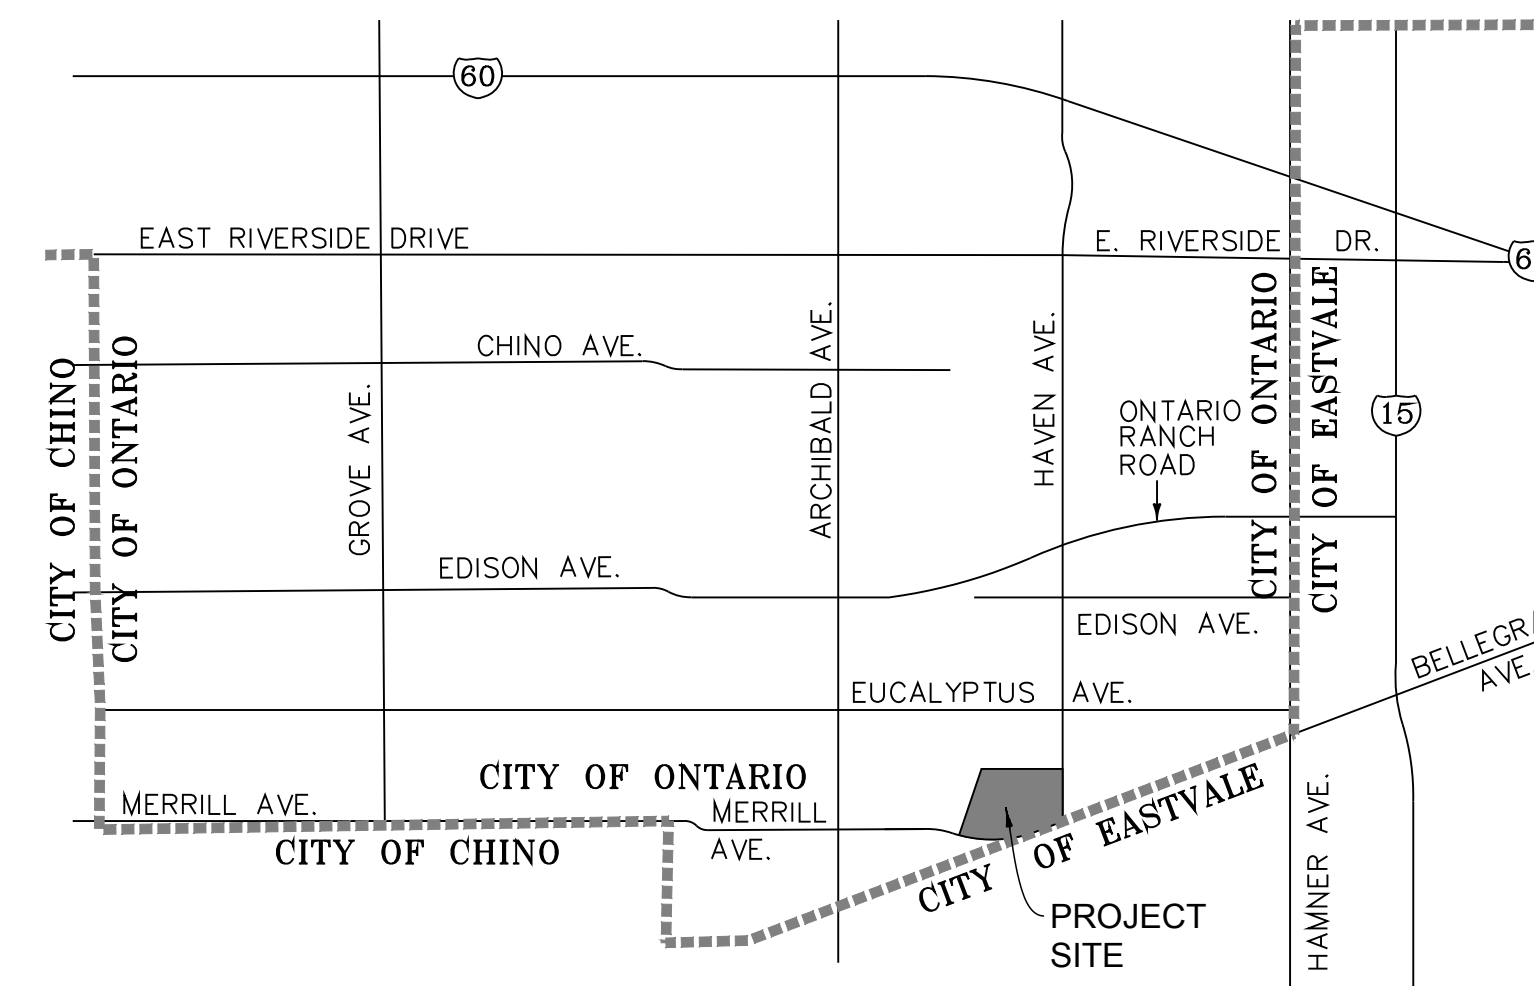 60
EAST RIVERSIDE DRIVE
E. RIVERSIDE DR.
CHINO AVE.
GROVE AVE.
ARCHIBALD AVE.
HAVEN AVE.
ONTARIO
RANCH
ROAD
CITY OF ONTARIO
CITY OF EASTVALE
15
CITY OF CHINO
CITY OF ONTARIO
EDISON AVE.
EDISON AVE.
EUCALYPTUS AVE.
AVE.
CITY OF ONTARIO
MERRILL AVE.
MERRILL
AVE.
CITY OF CHINO
CITY OF EASTVALE
HAMNER AVE.
PROJECT
SITE